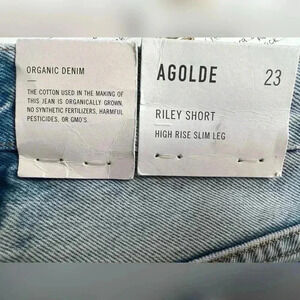 ORGANIC DENIM
THE COTTON USED IN THE MAKING OF
THIS JEAN IS ORGANICALLY GROWN.
NO SYNTHETIC FERTILIZERS, HARMFUL
PESTICIDES, OR GMO'S.
AGOLDE 23
RILEY SHORT
HIGH RISE SLIM LEG